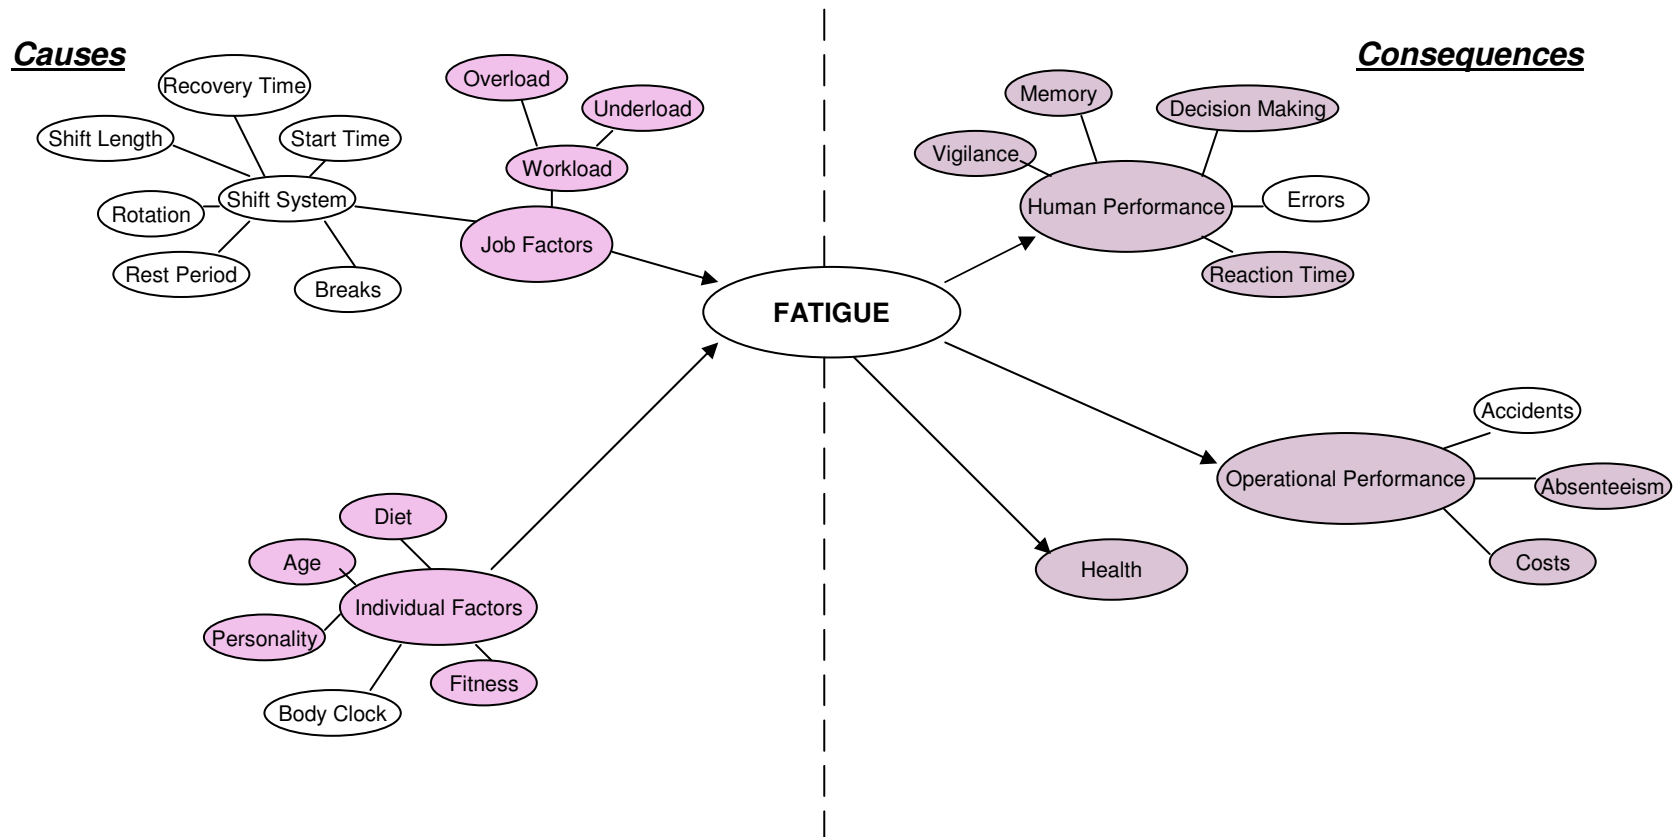 Causes
Consequences
Recovery Time
Overload
Underload
Shift Length
Start Time
Workload
Shift System
Rotation
Job Factors
Rest Period
Breaks
Memory
Decision Making
Vigilance
Human Performance
Errors
Reaction Time
FATIGUE
Accidents
Operational Performance
Absenteeism
Costs
Health
Diet
Age
Individual Factors
Personality
Fitness
Body Clock